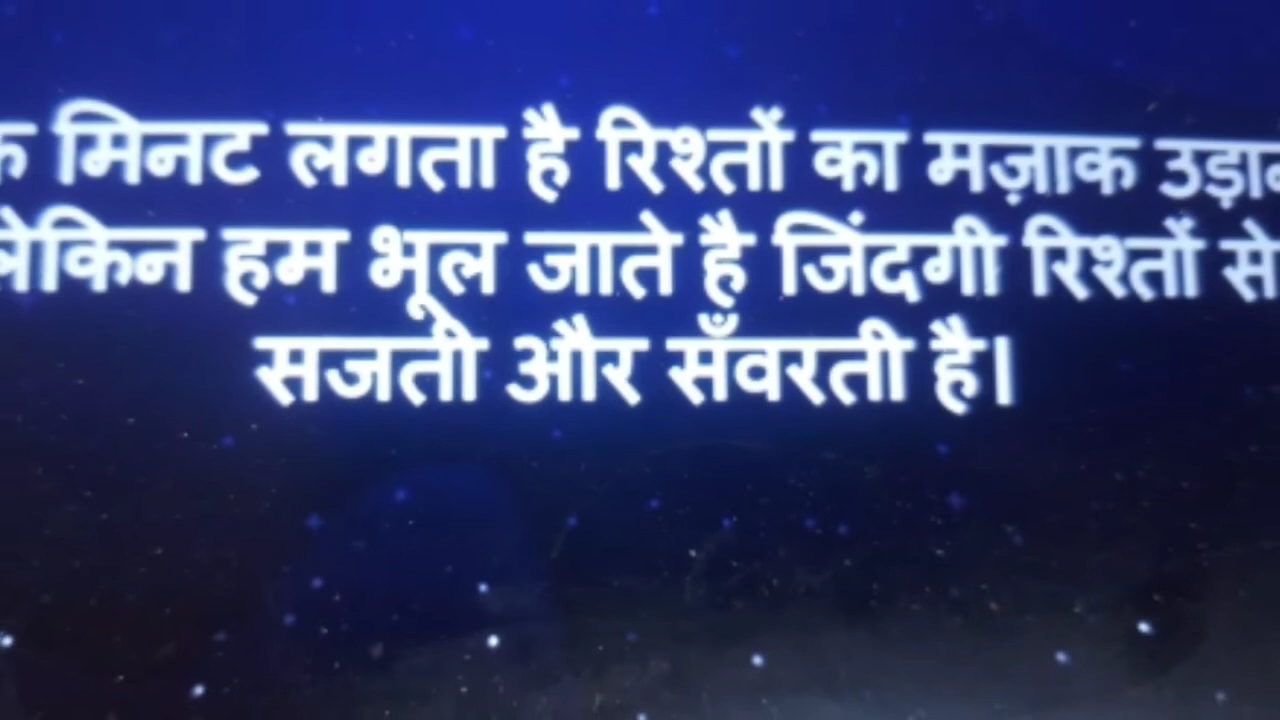 मिनट लगता है रिश्तों का मज़ाक
लेकिन हम भूल जाते है जिंदगी रिश्तों से
सजती और सँवरती है।